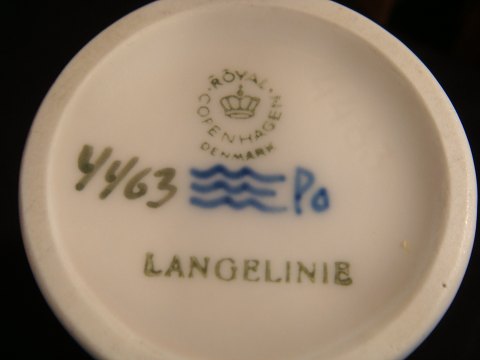 ROYAL
COPENHAGEN
DENMARK
4463 Po
LANGELINIE